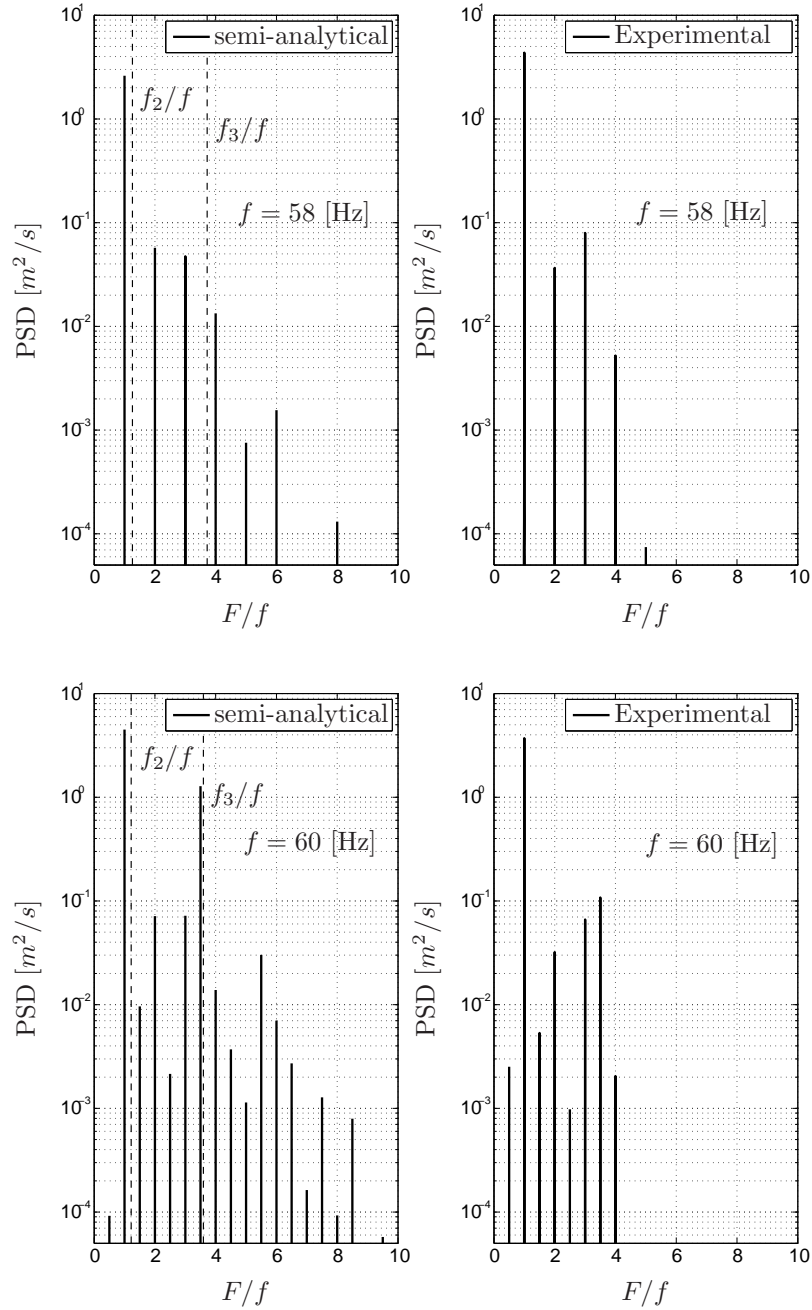 semi-analytical
f₂/f
f₃/f
f = 58 [Hz]
PSD [m²/s]
10¹
10⁰
10⁻¹
10⁻²
10⁻³
10⁻⁴
0 2 4 6 8 10
F/f
Experimental
f = 58 [Hz]
PSD [m²/s]
10¹
10⁰
10⁻¹
10⁻²
10⁻³
10⁻⁴
0 2 4 6 8 10
F/f
semi-analytical
f₂/f
f₃/f
f = 60 [Hz]
PSD [m²/s]
10¹
10⁰
10⁻¹
10⁻²
10⁻³
10⁻⁴
0 2 4 6 8 10
F/f
Experimental
f = 60 [Hz]
PSD [m²/s]
10¹
10⁰
10⁻¹
10⁻²
10⁻³
10⁻⁴
0 2 4 6 8 10
F/f